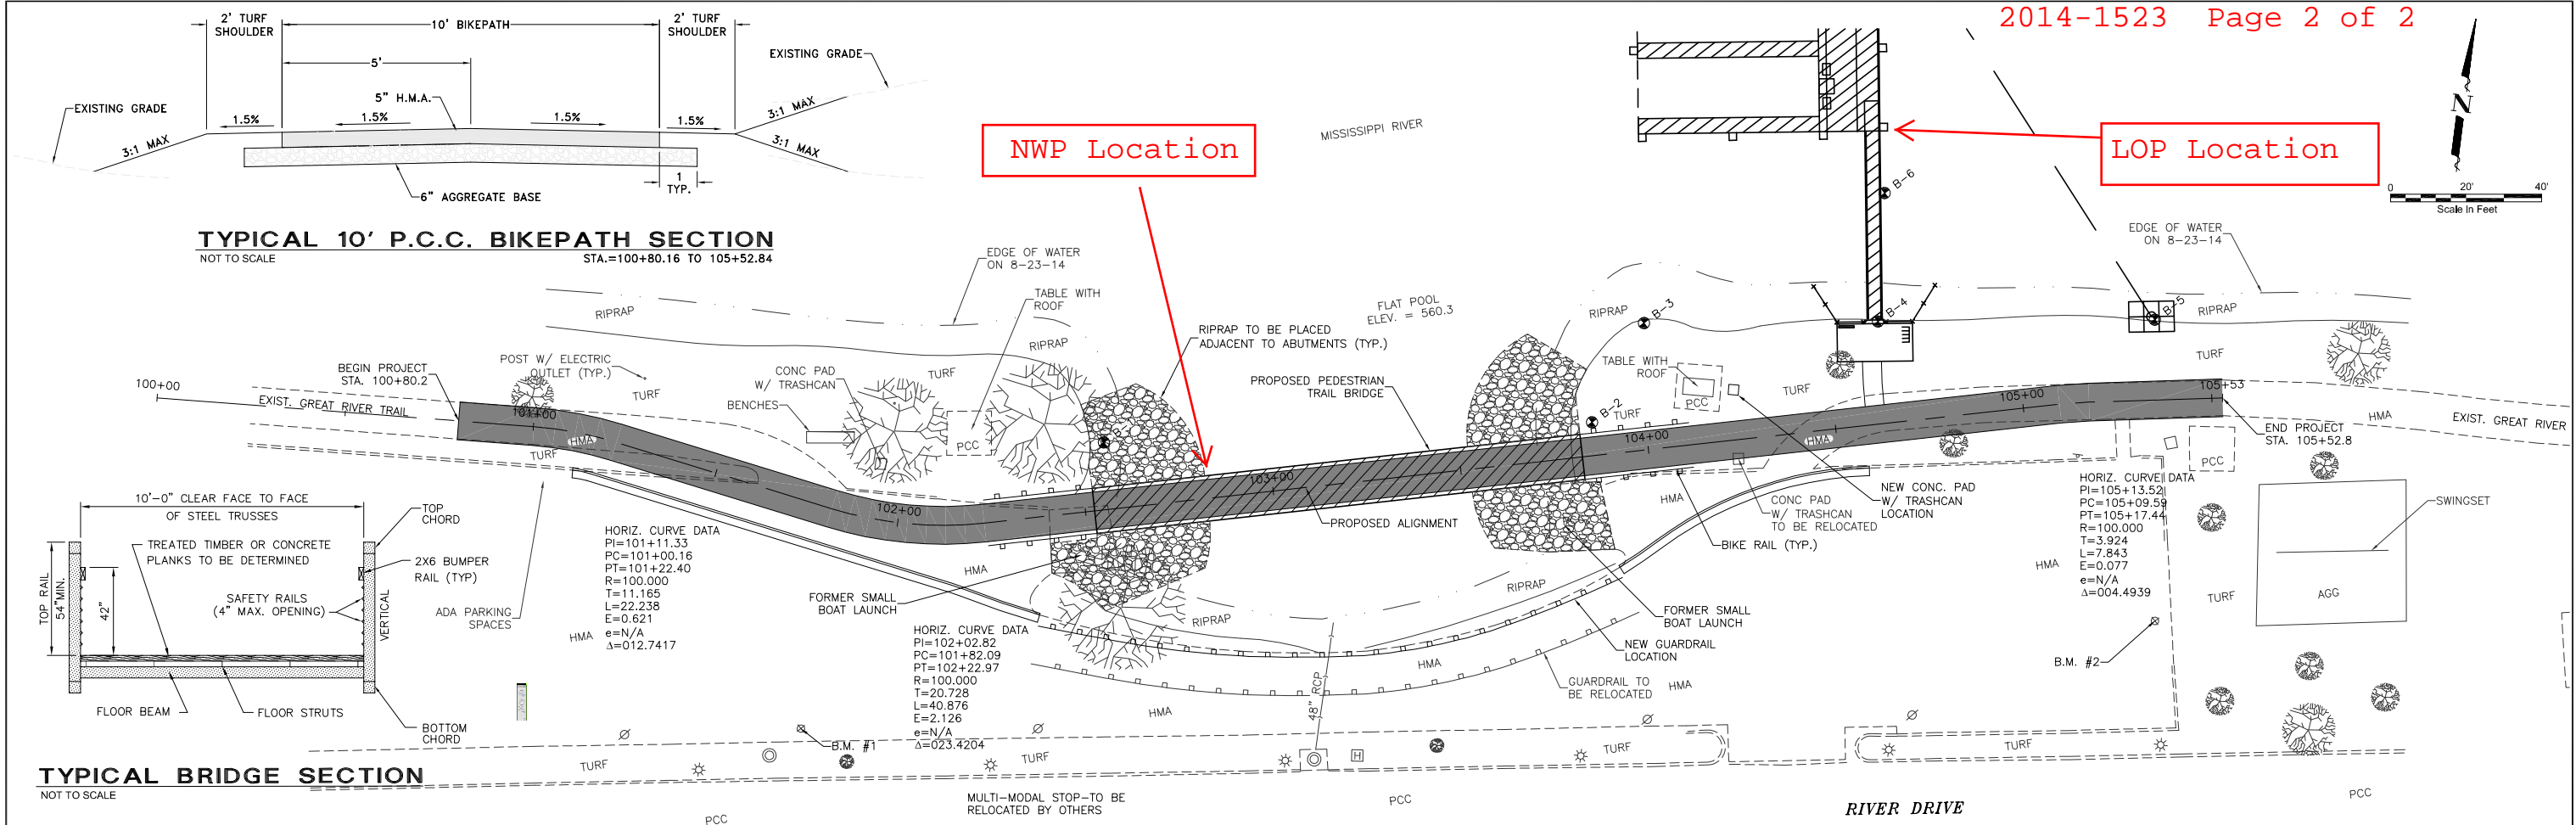 2014-1523 Page 2 of 2
2' TURF
SHOULDER
10' BIKEPATH
2' TURF
SHOULDER
EXISTING GRADE
5'
5" H.M.A.
EXISTING GRADE
1.5%
1.5%
1.5%
1.5%
3:1 MAX
3:1 MAX
3:1 MAX
6" AGGREGATE BASE
1
TYP.
TYPICAL 10' P.C.C. BIKEPATH SECTION
NOT TO SCALE
STA.=100+80.16 TO 105+52.84
NWP Location
MISSISSIPPI RIVER
LOP Location
N
0 20' 40'
Scale In Feet
B-6
EDGE OF WATER
ON 8-23-14
EDGE OF WATER
ON 8-23-14
TABLE WITH
ROOF
RIPRAP
RIPRAP
FLAT POOL
ELEV. = 560.3
RIPRAP
B-3
B-4
B-5
RIPRAP
RIPRAP TO BE PLACED
ADJACENT TO ABUTMENTS (TYP.)
POST W/ ELECTRIC
OUTLET (TYP.)
BEGIN PROJECT
STA. 100+80.2
100+00
EXIST. GREAT RIVER TRAIL
101+00
TURF
CONC PAD
W/ TRASHCAN
BENCHES
TURF
PROPOSED PEDESTRIAN
TRAIL BRIDGE
TABLE WITH
ROOF
PCC
TURF
TURF
105+53
HMA
EXIST. GREAT RIVER
END PROJECT
STA. 105+52.8
HMA
TURF
PCC
B-2
TURF
104+00
HMA
105+00
PCC
102+00
103+00
PROPOSED ALIGNMENT
HMA
CONC PAD
W/ TRASHCAN
TO BE RELOCATED
NEW CONC. PAD
W/ TRASHCAN
LOCATION
BIKE RAIL (TYP.)
HORIZ. CURVE DATA
PI=105+13.52
PC=105+09.59
PT=105+17.44
R=100.000
T=3.924
L=7.843
E=0.077
e=N/A
Δ=004.4939
HMA
SWINGSET
TURF
AGG
10'-0" CLEAR FACE TO FACE
OF STEEL TRUSSES
TOP
CHORD
TREATED TIMBER OR CONCRETE
PLANKS TO BE DETERMINED
2X6 BUMPER
RAIL (TYP)
TOP RAIL
54"MIN.
42"
SAFETY RAILS
(4" MAX. OPENING)
VERTICAL
FLOOR BEAM
FLOOR STRUTS
BOTTOM
CHORD
TYPICAL BRIDGE SECTION
NOT TO SCALE
ADA PARKING
SPACES
HMA
HORIZ. CURVE DATA
PI=101+11.33
PC=101+00.16
PT=101+22.40
R=100.000
T=11.165
L=22.238
E=0.621
e=N/A
Δ=012.7417
HMA
FORMER SMALL
BOAT LAUNCH
HORIZ. CURVE DATA
PI=102+02.82
PC=101+82.09
PT=102+22.97
R=100.000
T=20.728
L=40.876
E=2.126
e=N/A
Δ=023.4204
RIPRAP
RIPRAP
FORMER SMALL
BOAT LAUNCH
NEW GUARDRAIL
LOCATION
HMA
GUARDRAIL TO
BE RELOCATED
HMA
48" RCP
HMA
B.M. #1
B.M. #2
TURF
TURF
H
TURF
TURF
MULTI-MODAL STOP-TO BE
RELOCATED BY OTHERS
PCC
PCC
RIVER DRIVE
PCC